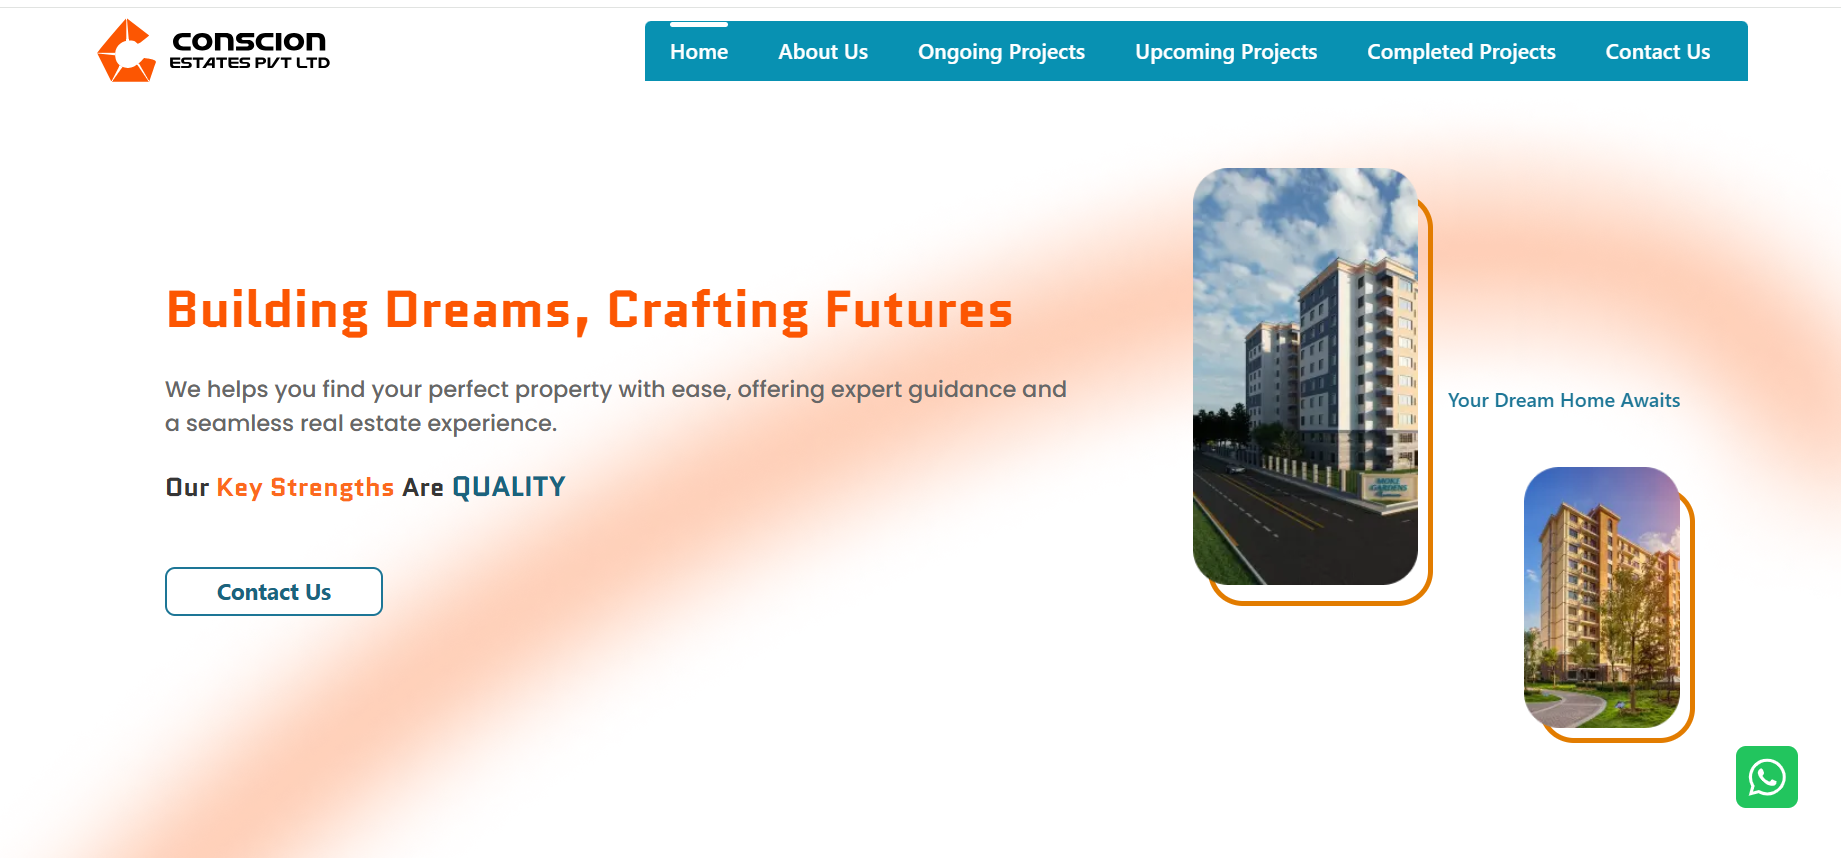 CONSCION
ESTATES PVT LTD
Home About Us Ongoing Projects Upcoming Projects Completed Projects Contact Us
Building Dreams, Crafting Futures
We helps you find your perfect property with ease, offering expert guidance and
a seamless real estate experience.
Our Key Strengths Are QUALITY
Contact Us
MOKE
GARDENS
Your Dream Home Awaits